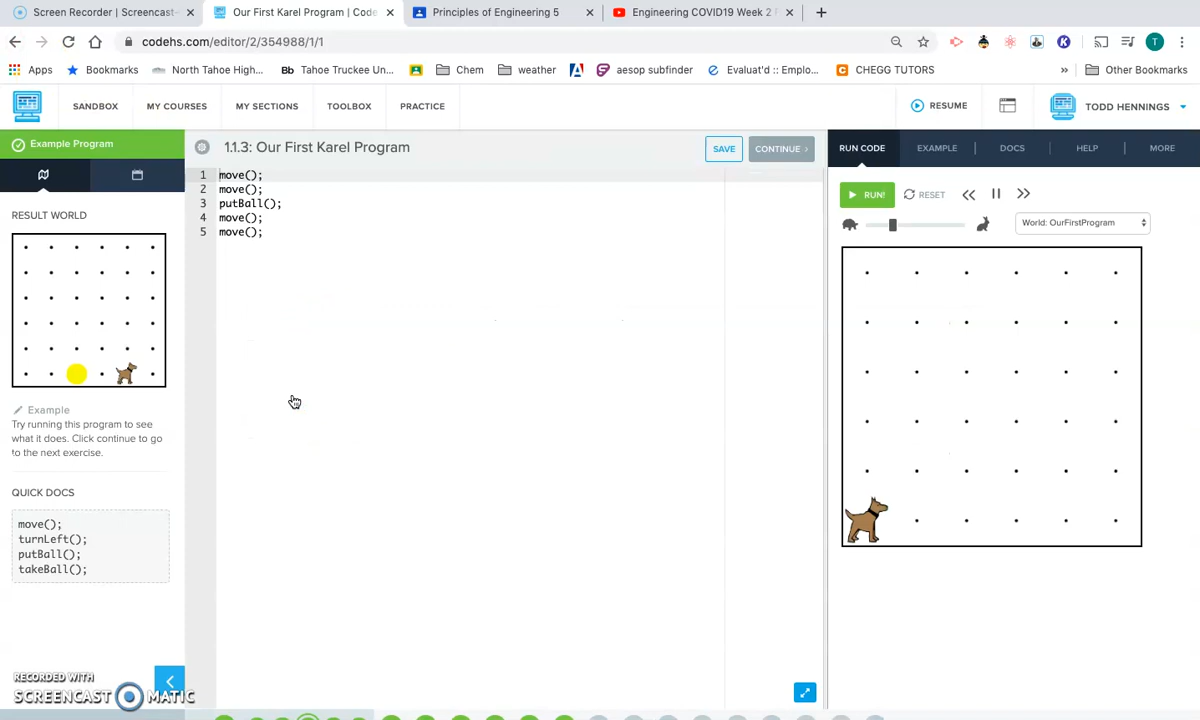 Screen Recorder | Screencast-
Our First Karel Program | Code
Principles of Engineering 5
Engineering COVID19 Week 2 P
codehs.com/editor/2/354988/1/1
T
Apps
Bookmarks
North Tahoe High...
Bb Tahoe Truckee Un...
Chem
weather
aesop subfinder
Evaluat'd :: Emplo...
CHEGG TUTORS
»
Other Bookmarks
SANDBOX
MY COURSES
MY SECTIONS
TOOLBOX
PRACTICE
RESUME
TODD HENNINGS
Example Program
1.1.3: Our First Karel Program
SAVE
CONTINUE ›
RUN CODE
EXAMPLE
DOCS
HELP
MORE
RESULT WORLD
1 move();
2 move();
3 putBall();
4 move();
5 move();
RUN!
RESET
World: OurFirstProgram
Example
Try running this program to see
what it does. Click continue to go
to the next exercise.
QUICK DOCS
move();
turnLeft();
putBall();
takeBall();
RECORDED WITH
SCREENCAST MATIC